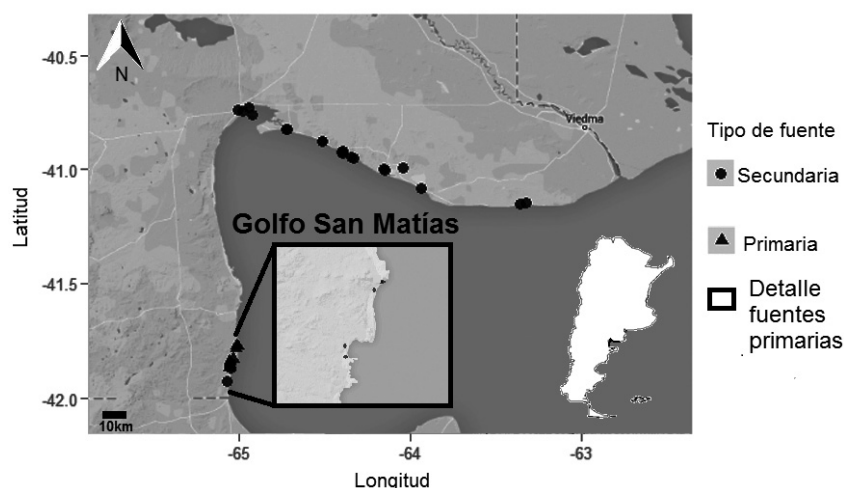 -40.5
-41.0
-41.5
-42.0
Latitud
N
Viedma
Golfo San Matías
10km
-65
-64
-63
Longitud
Tipo de fuente
Secundaria
Primaria
Detalle
fuentes
primarias